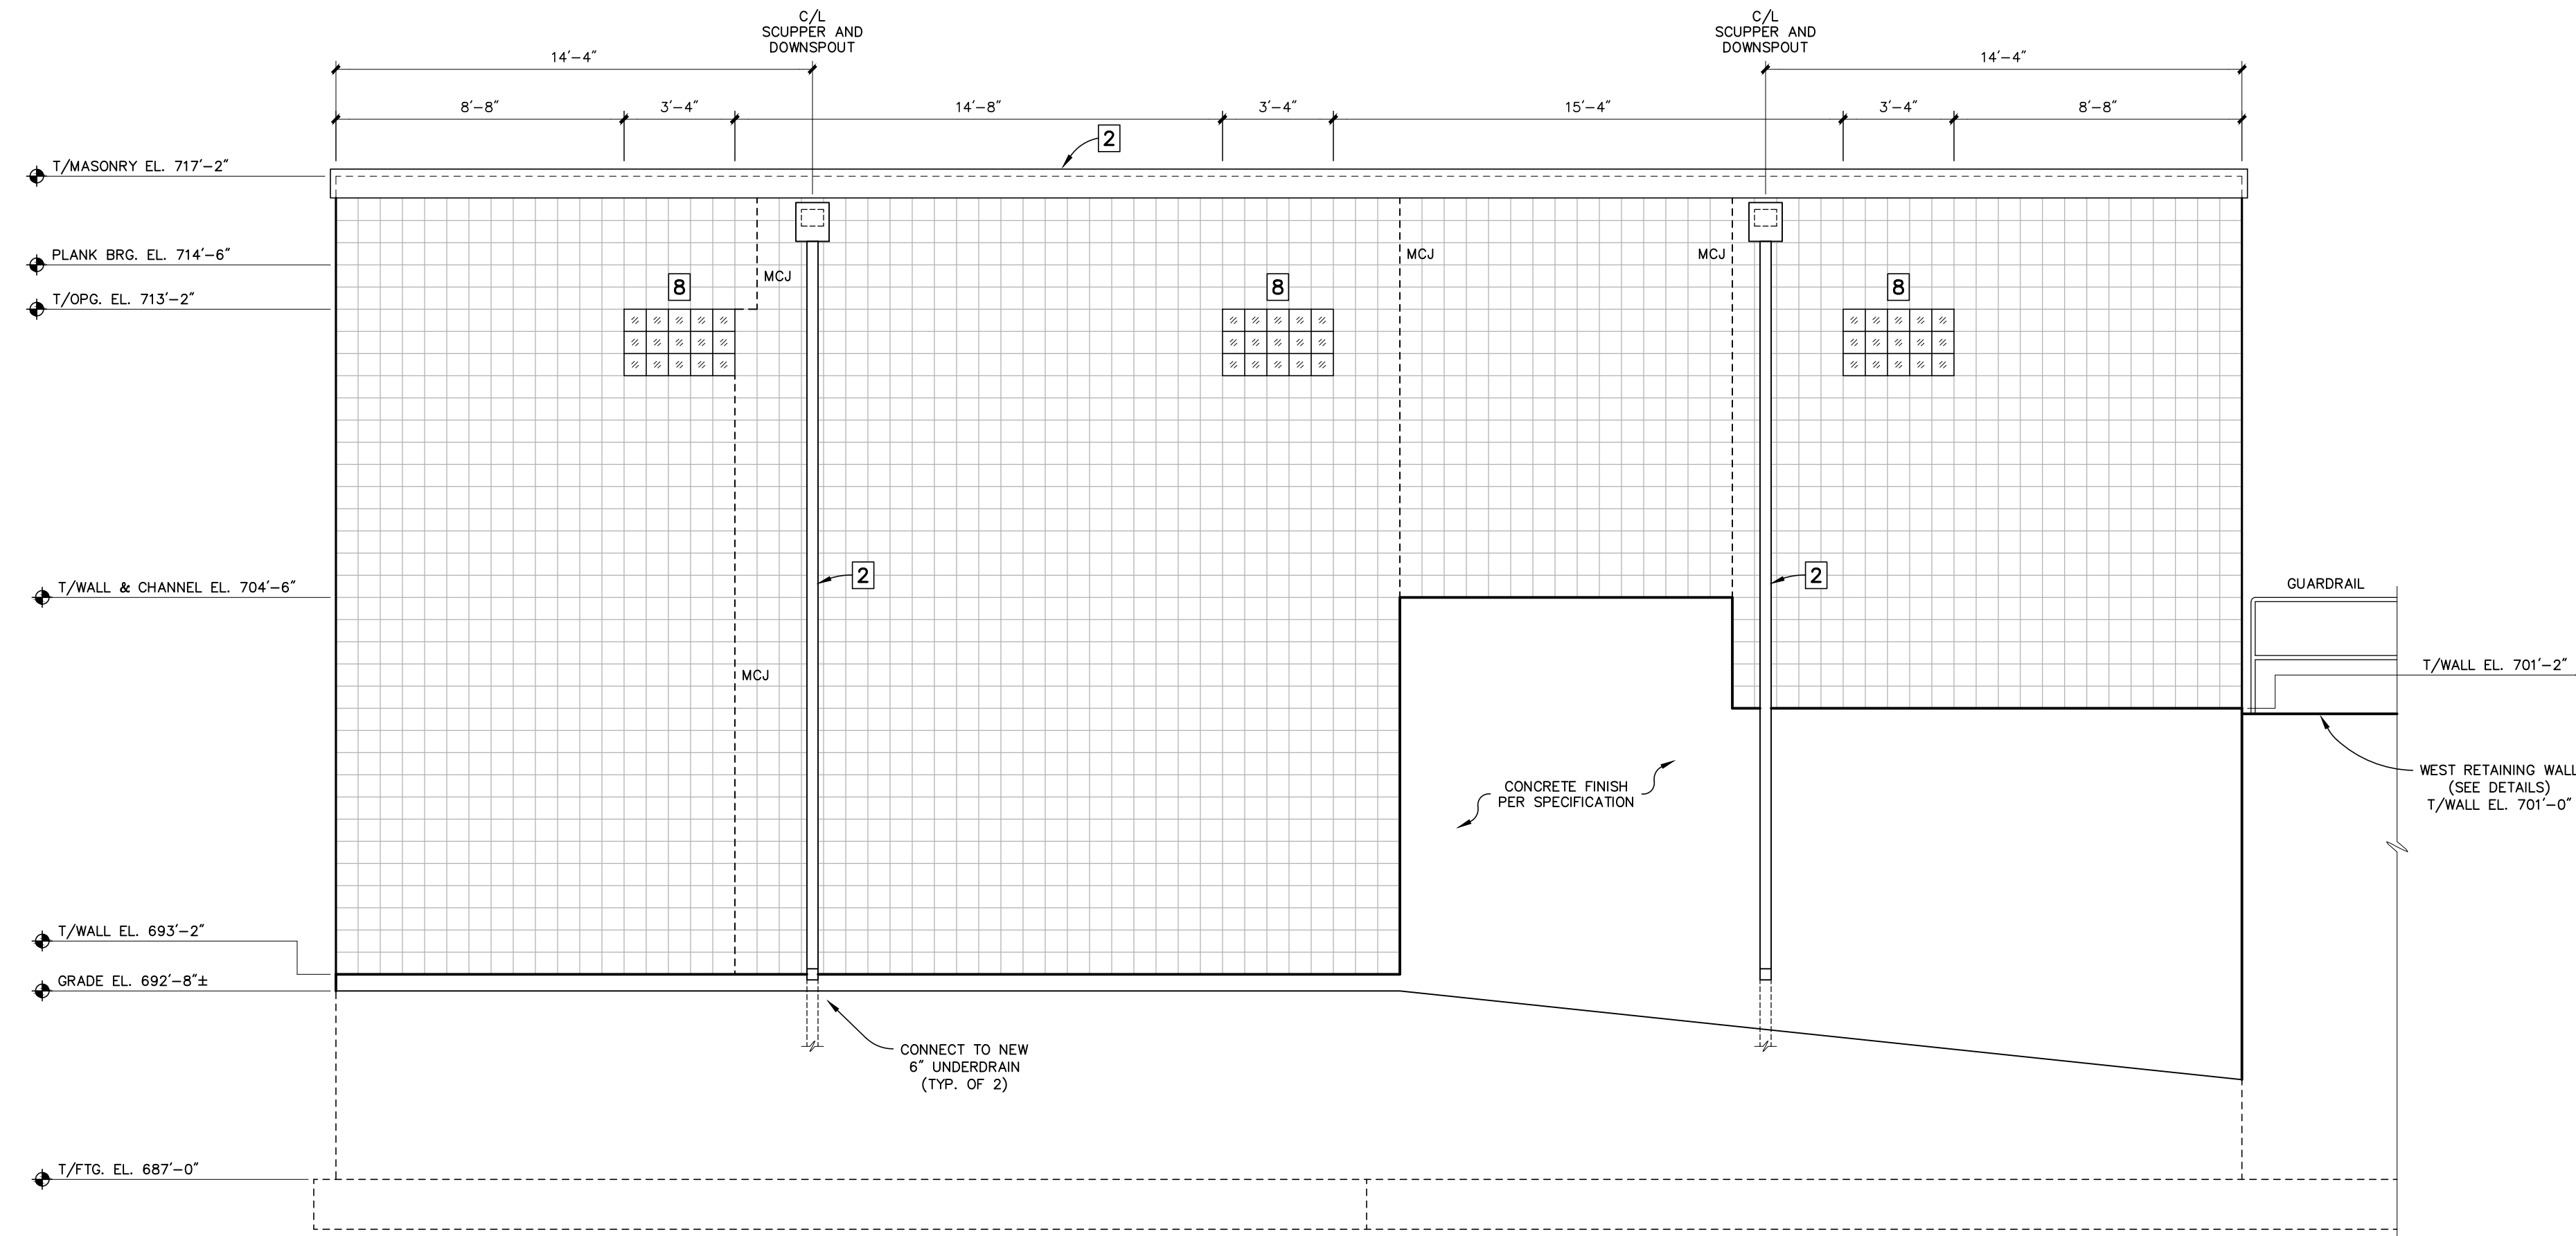 C/L
SCUPPER AND
DOWNSPOUT
C/L
SCUPPER AND
DOWNSPOUT
14'-4"
14'-4"
8'-8"
3'-4"
14'-8"
3'-4"
15'-4"
3'-4"
8'-8"
2
T/MASONRY EL. 717'-2"
PLANK BRG. EL. 714'-6"
MCJ
MCJ
MCJ
8
8
8
T/OPG. EL. 713'-2"
2
2
T/WALL & CHANNEL EL. 704'-6"
GUARDRAIL
T/WALL EL. 701'-2"
MCJ
WEST RETAINING WALL
(SEE DETAILS)
T/WALL EL. 701'-0"
CONCRETE FINISH
PER SPECIFICATION
T/WALL EL. 693'-2"
GRADE EL. 692'-8"±
CONNECT TO NEW
6" UNDERDRAIN
(TYP. OF 2)
T/FTG. EL. 687'-0"